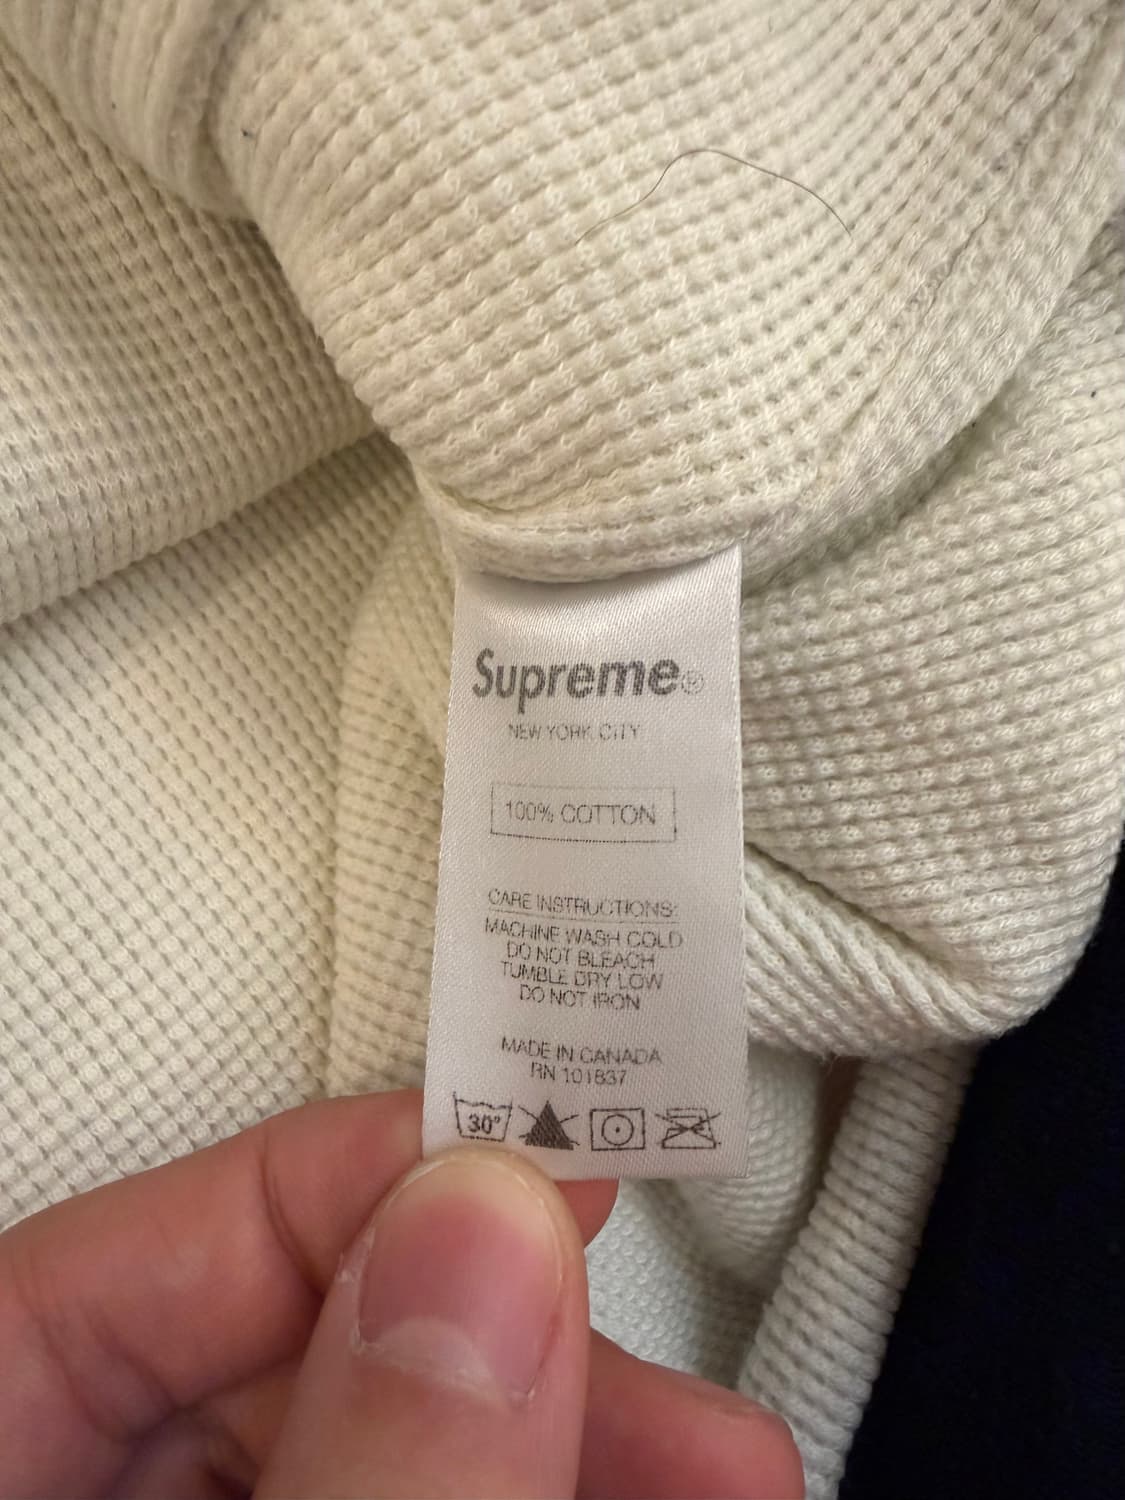 Supreme®
NEW YORK CITY
100% COTTON
CARE INSTRUCTIONS:
MACHINE WASH COLD
DO NOT BLEACH
TUMBLE DRY LOW
DO NOT IRON
MADE IN CANADA
RN 101837
30°